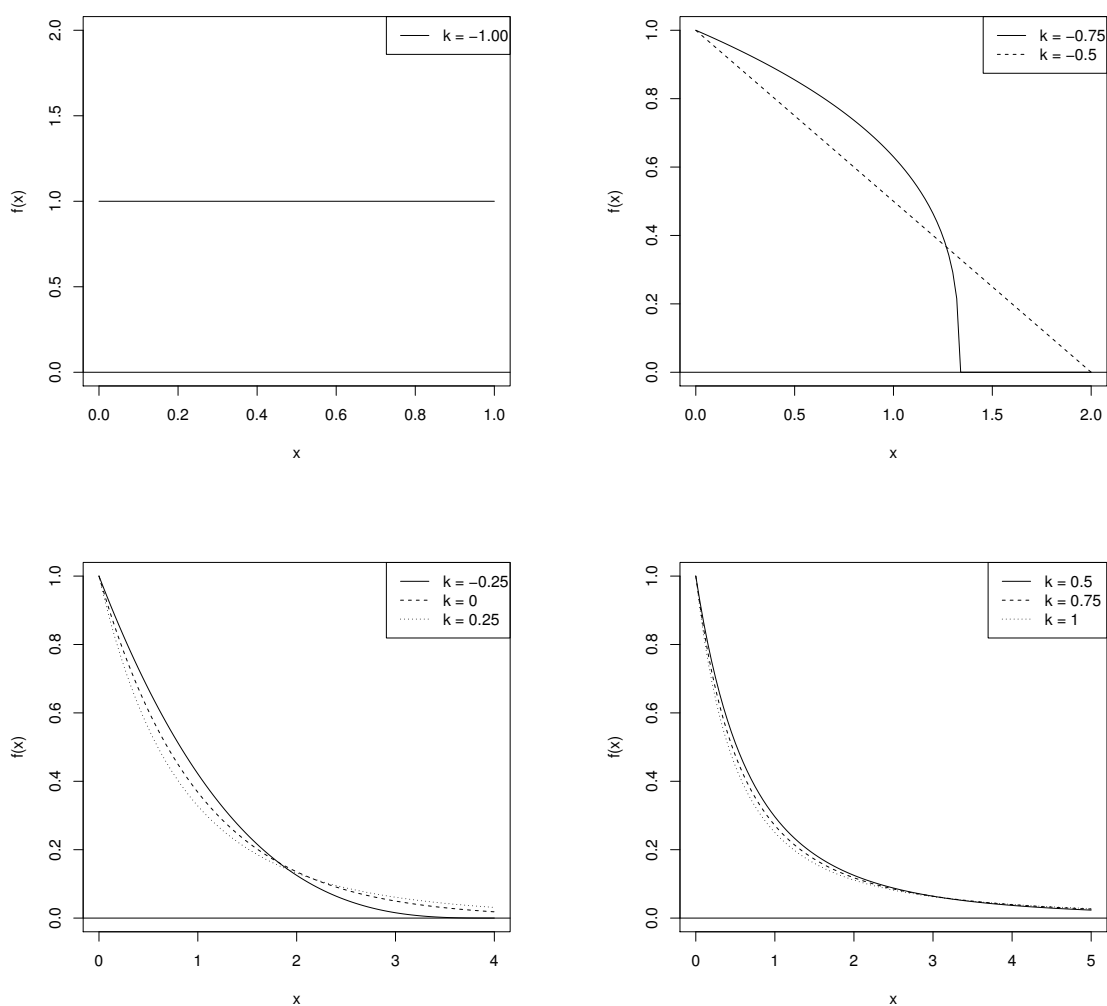 k = −1.00
2.0
1.5
1.0
0.5
0.0
f(x)
0.0 0.2 0.4 0.6 0.8 1.0
x
k = −0.75
k = −0.5
1.0
0.8
0.6
0.4
0.2
0.0
f(x)
0.0 0.5 1.0 1.5 2.0
x
k = −0.25
k = 0
k = 0.25
1.0
0.8
0.6
0.4
0.2
0.0
f(x)
0 1 2 3 4
x
k = 0.5
k = 0.75
k = 1
1.0
0.8
0.6
0.4
0.2
0.0
f(x)
0 1 2 3 4 5
x